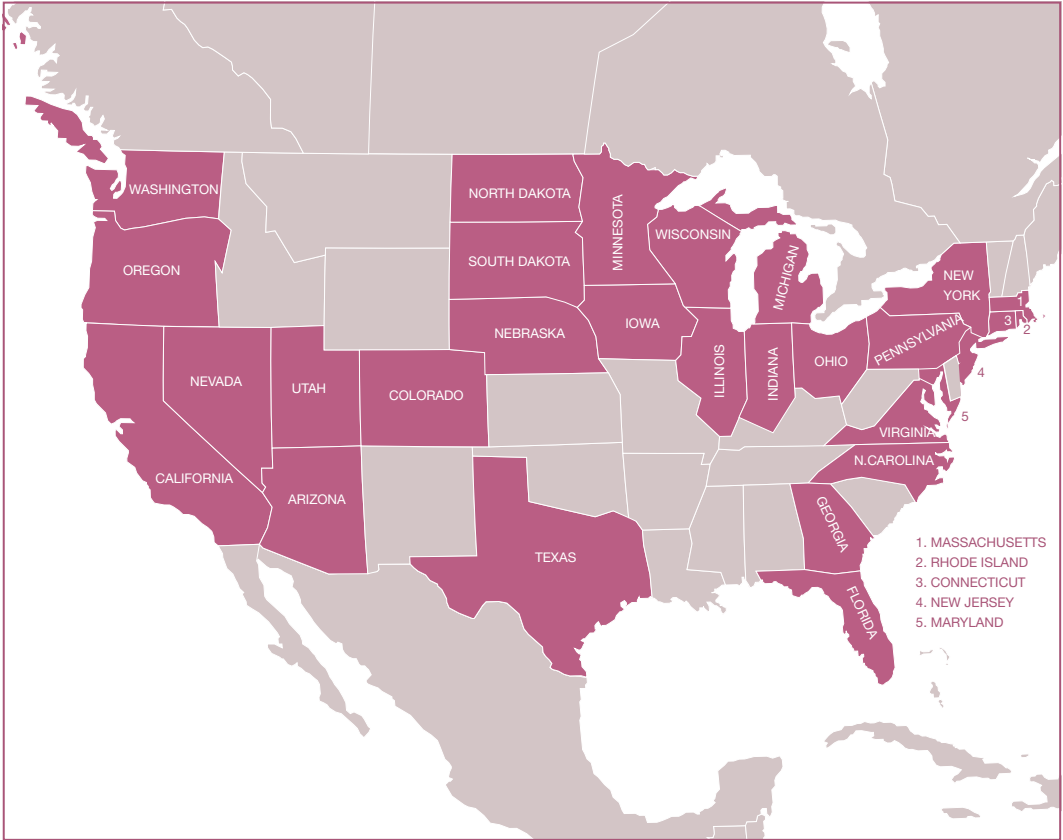 WASHINGTON
NORTH DAKOTA
MINNESOTA
WISCONSIN
OREGON
SOUTH DAKOTA
MICHIGAN
NEW
YORK
1
3
2
NEBRASKA
IOWA
PENNSYLVANIA
NEVADA
UTAH
COLORADO
ILLINOIS
INDIANA
OHIO
4
5
VIRGINIA
CALIFORNIA
ARIZONA
N.CAROLINA
TEXAS
GEORGIA
FLORIDA
1. MASSACHUSETTS
2. RHODE ISLAND
3. CONNECTICUT
4. NEW JERSEY
5. MARYLAND